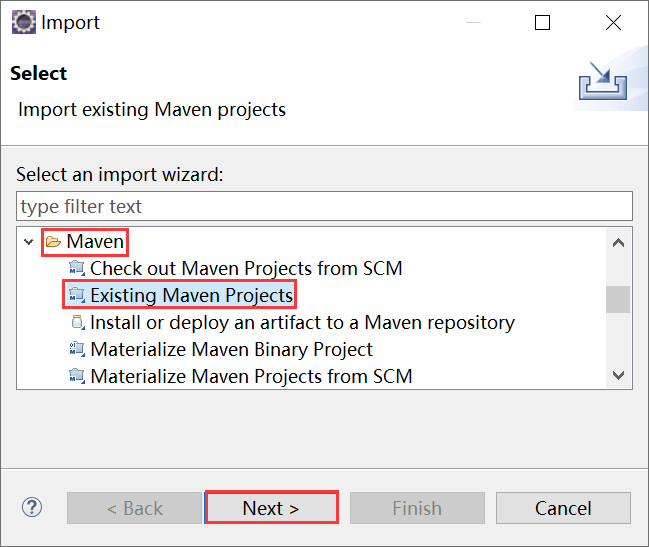 Import
Select
Import existing Maven projects
Select an import wizard:
type filter text
Maven
Check out Maven Projects from SCM
Existing Maven Projects
Install or deploy an artifact to a Maven repository
Materialize Maven Binary Project
Materialize Maven Projects from SCM
? < Back Next > Finish Cancel